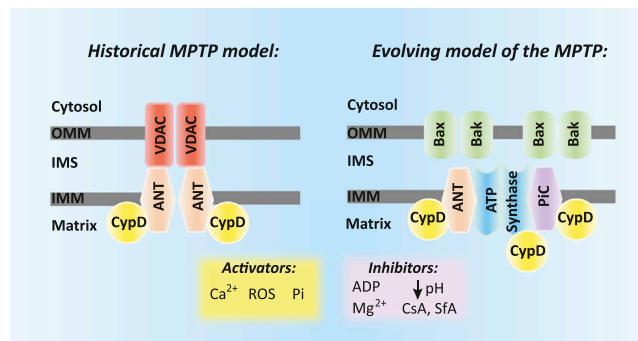 Historical MPTP model:
Cytosol
OMM
IMS
IMM
Matrix
VDAC
VDAC
ANT
ANT
CypD
CypD
Evolving model of the MPTP:
Cytosol
OMM
IMS
IMM
Matrix
Bax
Bak
Bax
Bak
CypD
ANT
ATP
Synthase
PiC
CypD
CypD
Activators:
Ca²⁺ ROS Pi
Inhibitors:
ADP ↓pH
Mg²⁺ CsA, SfA